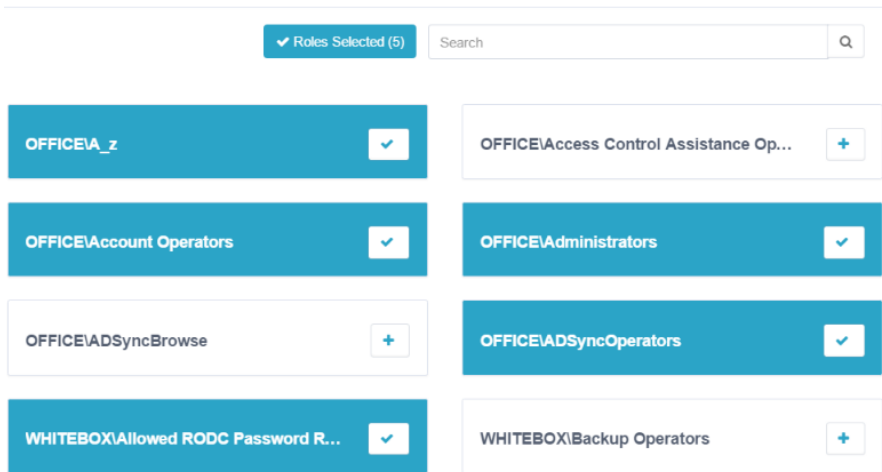 Roles Selected (5)
Search
OFFICE\A_z
OFFICE\Access Control Assistance Op...
OFFICE\Account Operators
OFFICE\Administrators
OFFICE\ADSyncBrowse
OFFICE\ADSyncOperators
WHITEBOX\Allowed RODC Password R...
WHITEBOX\Backup Operators